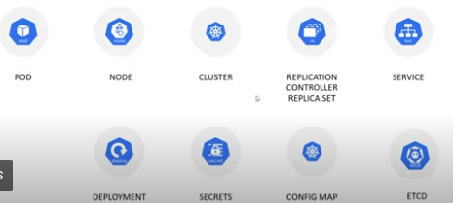 POD
NODE
CLUSTER
REPLICATION
CONTROLLER
REPLICA SET
SERVICE
DEPLOYMENT
SECRETS
CONFIG MAP
ETCD